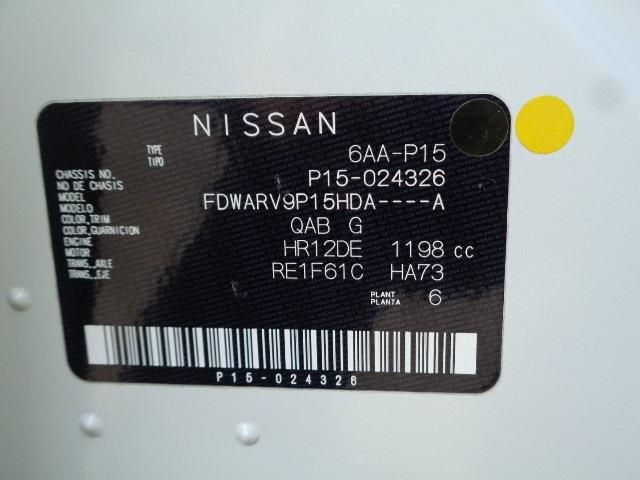 NISSAN
TYPE
TIPO 6AA-P15
CHASSIS NO.
NO DE CHASSIS P15-024326
MODEL
MODELO FDWARV9P15HDA----A
COLOR,TRIM
COLOR,GUARNICION QAB G
ENGINE
MOTOR HR12DE 1198 cc
TRANS.,AXLE
TRANS.,EJE RE1F61C HA73
PLANT
PLANTA 6
P15-024326